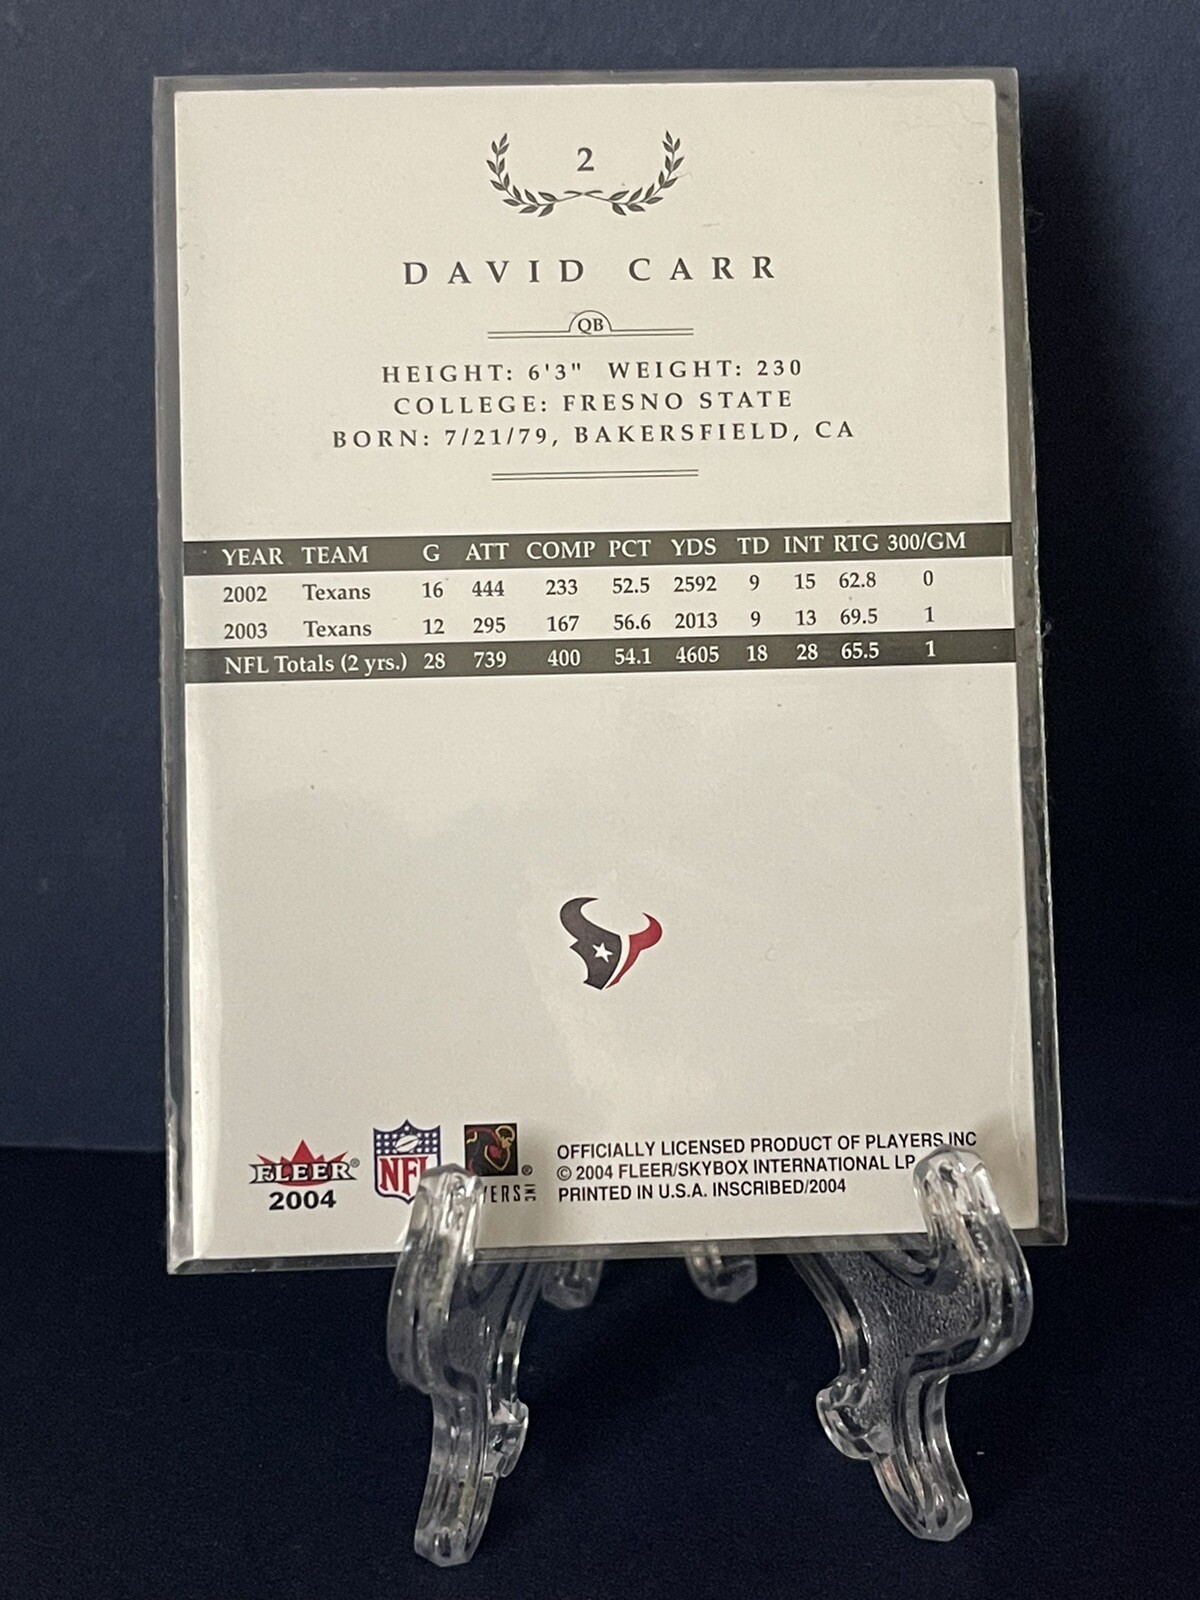 2
DAVID CARR
QB
HEIGHT: 6'3" WEIGHT: 230
COLLEGE: FRESNO STATE
BORN: 7/21/79, BAKERSFIELD, CA
YEAR TEAM G ATT COMP PCT YDS TD INT RTG 300/GM
2002 Texans 16 444 233 52.5 2592 9 15 62.8 0
2003 Texans 12 295 167 56.6 2013 9 13 69.5 1
NFL Totals (2 yrs.) 28 739 400 54.1 4605 18 28 65.5 1
FLEER®
2004
NFL
®
YERS INC
OFFICIALLY LICENSED PRODUCT OF PLAYERS INC
© 2004 FLEER/SKYBOX INTERNATIONAL LP
PRINTED IN U.S.A. INSCRIBED/2004